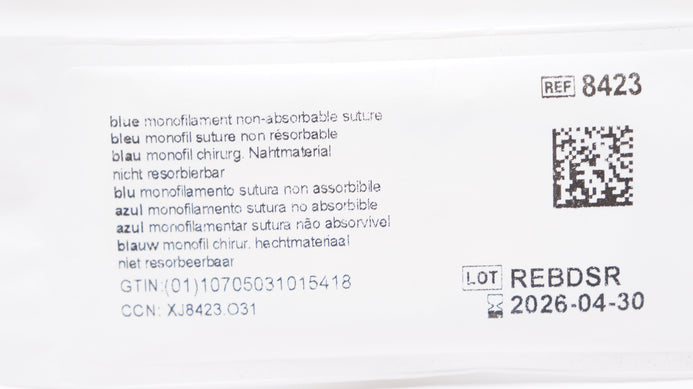 REF 8423
blue monofilament non-absorbable suture
bleu monofil suture non résorbable
blau monofil chirurg. Nahtmaterial
nicht resorbierbar
blu monofilamento sutura non assorbibile
azul monofilamento sutura no absorbible
azul monofilamentar sutura não absorvível
blauw monofil chirur. hechtmateriaal
niet resorbeerbaar
GTIN:(01)10705031015418
CCN: XJ8423.O31
LOT REBDSR
2026-04-30